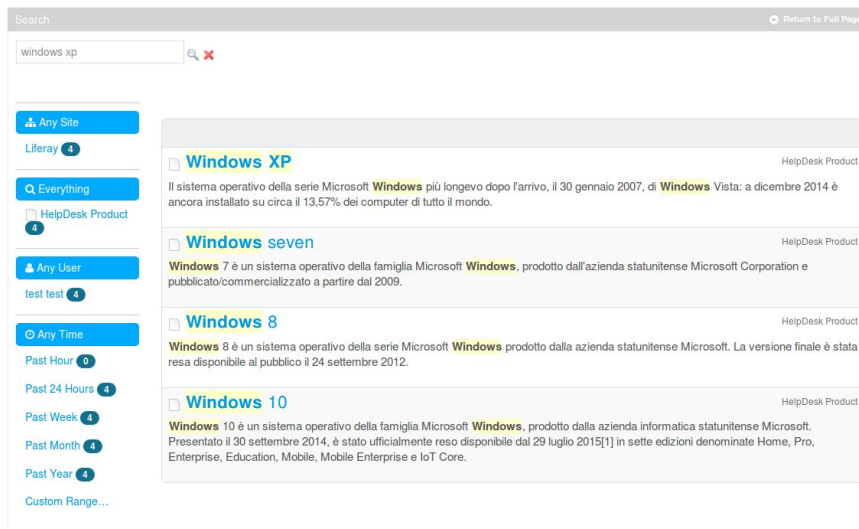 Search
Return to Full Page
windows xp
Any Site
Liferay 4
Everything
HelpDesk Product
4
Any User
test test 4
Any Time
Past Hour 0
Past 24 Hours 4
Past Week 4
Past Month 4
Past Year 4
Custom Range…
Windows XP
HelpDesk Product
Il sistema operativo della serie Microsoft Windows più longevo dopo l'arrivo, il 30 gennaio 2007, di Windows Vista: a dicembre 2014 è
ancora installato su circa il 13,57% dei computer di tutto il mondo.
Windows seven
HelpDesk Product
Windows 7 è un sistema operativo della famiglia Microsoft Windows, prodotto dall'azienda statunitense Microsoft Corporation e
pubblicato/commercializzato a partire dal 2009.
Windows 8
HelpDesk Product
Windows 8 è un sistema operativo della serie Microsoft Windows prodotto dalla azienda statunitense Microsoft. La versione finale è stata
resa disponibile al pubblico il 24 settembre 2012.
Windows 10
HelpDesk Product
Windows 10 è un sistema operativo della famiglia Microsoft Windows, prodotto dalla azienda informatica statunitense Microsoft.
Presentato il 30 settembre 2014, è stato ufficialmente reso disponibile dal 29 luglio 2015[1] in sette edizioni denominate Home, Pro,
Enterprise, Education, Mobile, Mobile Enterprise e IoT Core.